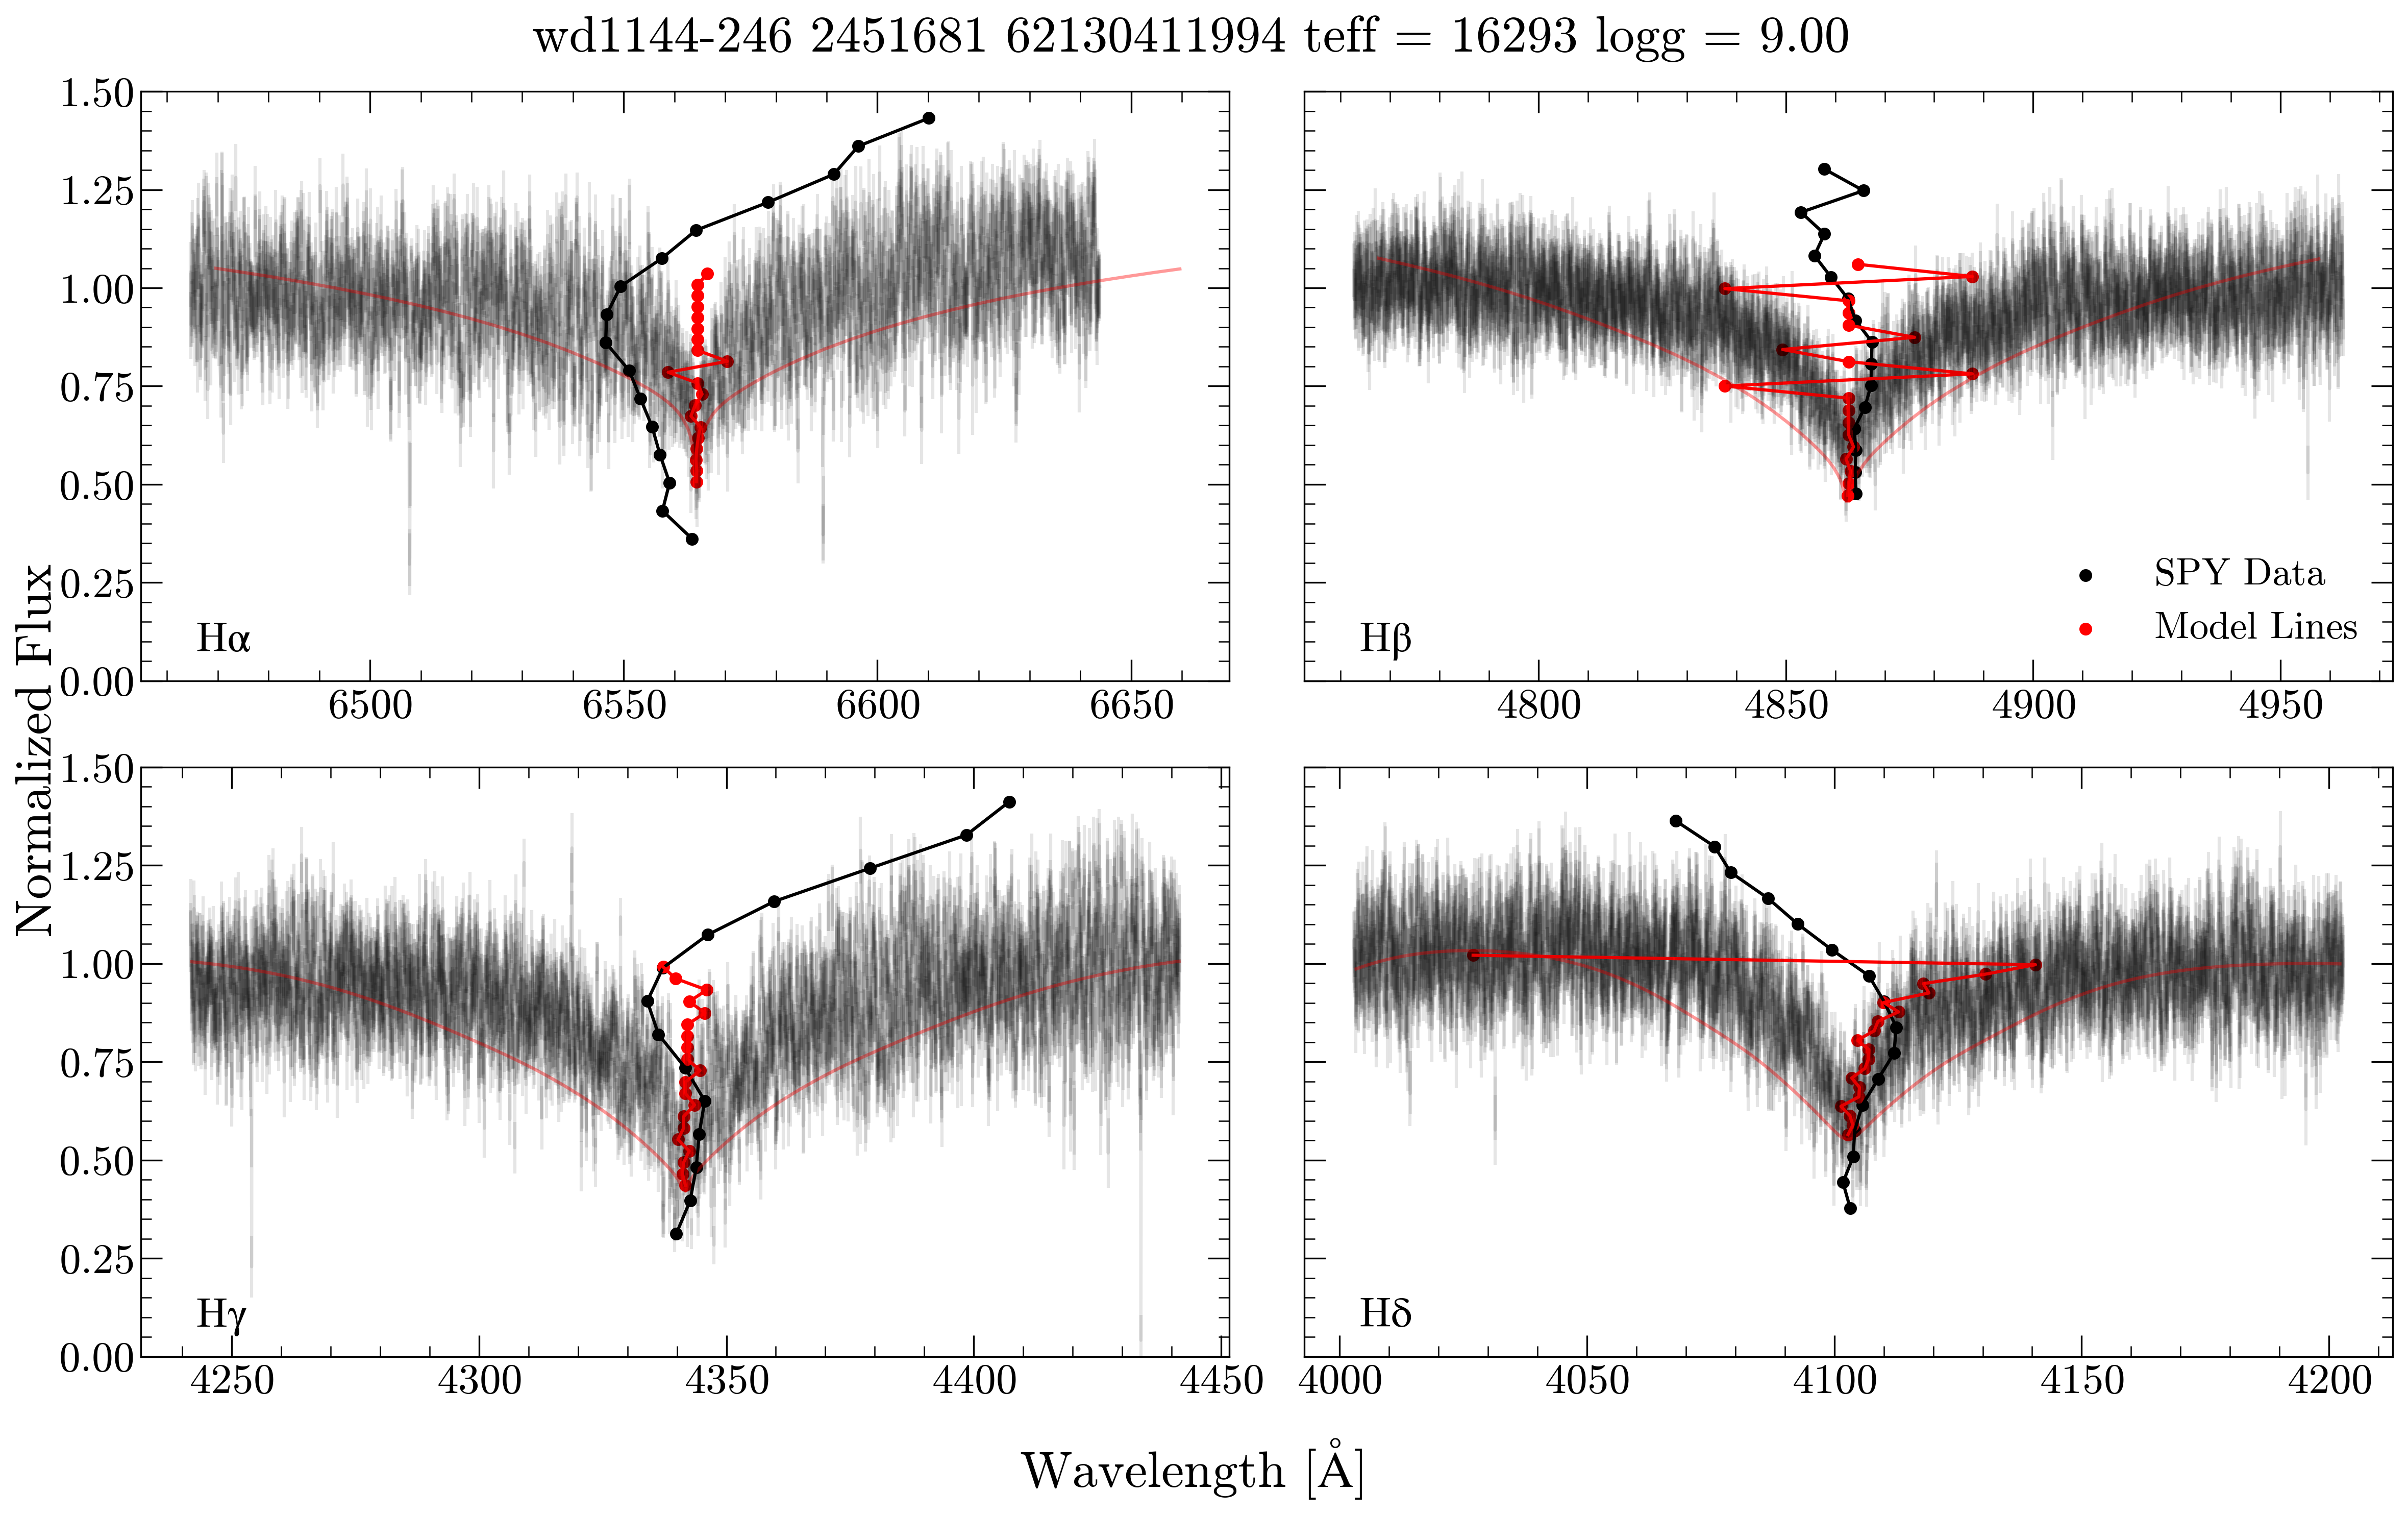 wd1144-246 2451681 62130411994 teff = 16293 logg = 9.00
1.50
1.25
1.00
0.75
0.50
0.25
0.00
Hα
6500 6550 6600 6650
Hβ
SPY Data
Model Lines
4800 4850 4900 4950
Normalized Flux
1.50
1.25
1.00
0.75
0.50
0.25
0.00
Hγ
4250 4300 4350 4400 4450
Hδ
4000 4050 4100 4150 4200
Wavelength [Å]